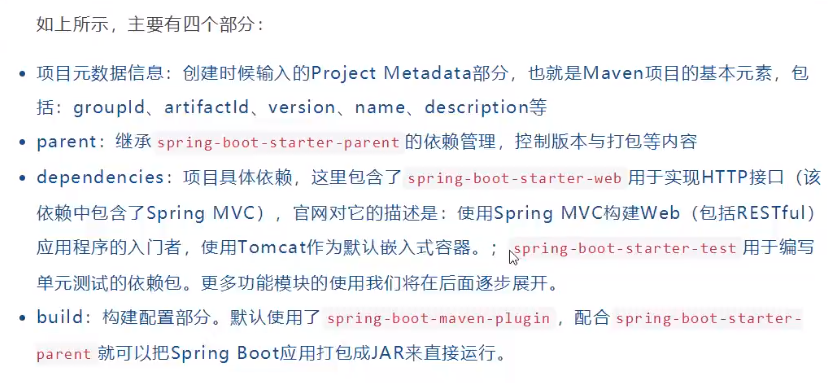 如上所示，主要有四个部分：
• 项目元数据信息：创建时候输入的Project Metadata部分，也就是Maven项目的基本元素，包
括：groupId、artifactId、version、name、description等
• parent：继承 spring-boot-starter-parent 的依赖管理，控制版本与打包等内容
• dependencies：项目具体依赖，这里包含了 spring-boot-starter-web 用于实现HTTP接口（该
依赖中包含了Spring MVC），官网对它的描述是：使用Spring MVC构建Web（包括RESTful）
应用程序的入门者，使用Tomcat作为默认嵌入式容器。； spring-boot-starter-test 用于编写
单元测试的依赖包。更多功能模块的使用我们将在后面逐步展开。
• build：构建配置部分。默认使用了 spring-boot-maven-plugin ，配合 spring-boot-starter-
parent 就可以把Spring Boot应用打包成JAR来直接运行。